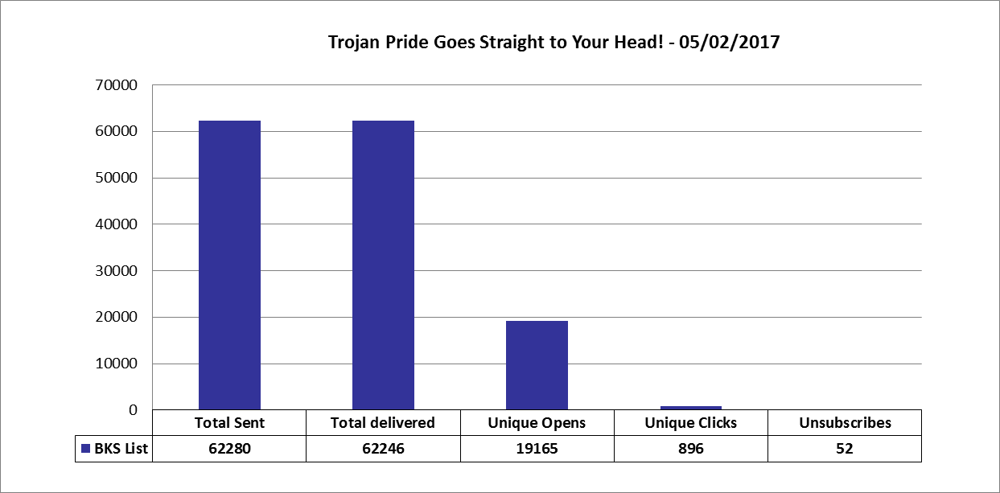 Trojan Pride Goes Straight to Your Head! - 05/02/2017
70000
60000
50000
40000
30000
20000
10000
0
Total Sent Total delivered Unique Opens Unique Clicks Unsubscribes
BKS List 62280 62246 19165 896 52